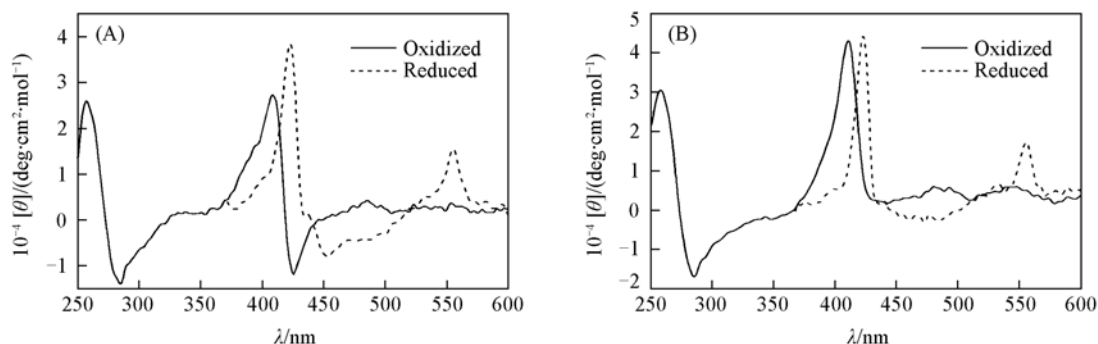 (A)
Oxidized
Reduced
10⁻⁴ [θ]/(deg·cm²·mol⁻¹)
4
3
2
1
0
−1
250 300 350 400 450 500 550 600
λ/nm
(B)
Oxidized
Reduced
10⁻⁴ [θ]/(deg·cm²·mol⁻¹)
5
4
3
2
1
0
−1
−2
250 300 350 400 450 500 550 600
λ/nm